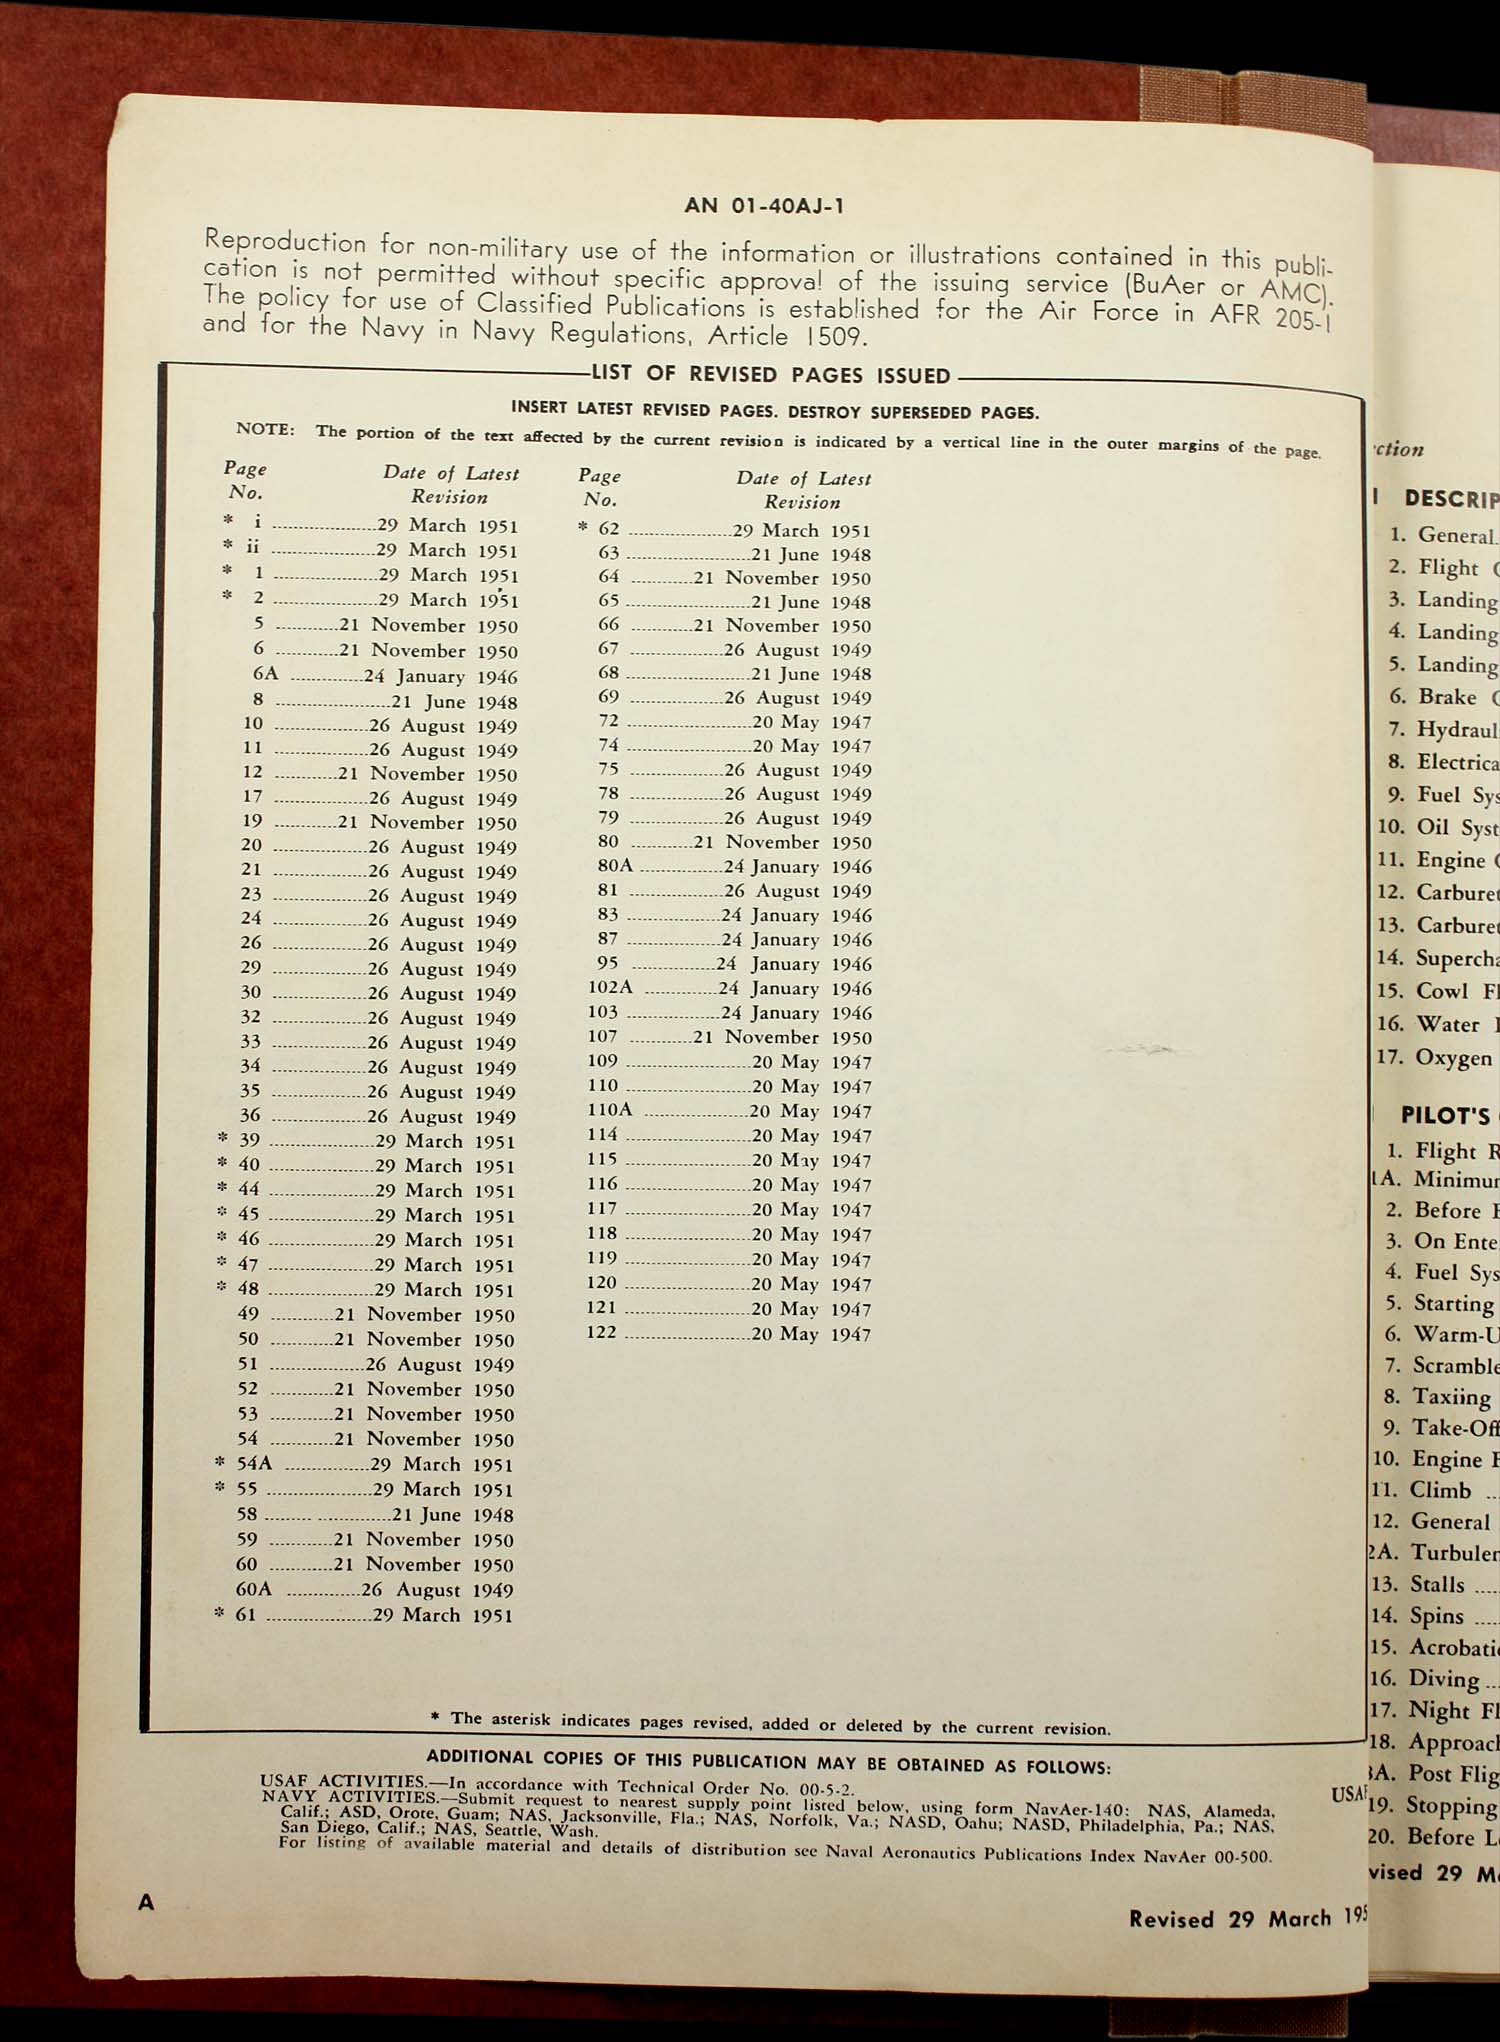 AN 01-40AJ-1
Reproduction for non-military use of the information or illustrations contained in this publi-
cation is not permitted without specific approval of the issuing service (BuAer or AMC).
The policy for use of Classified Publications is established for the Air Force in AFR 205-1
and for the Navy in Navy Regulations, Article 1509.
LIST OF REVISED PAGES ISSUED
INSERT LATEST REVISED PAGES. DESTROY SUPERSEDED PAGES.
NOTE: The portion of the text affected by the current revision is indicated by a vertical line in the outer margins of the page.
Page Date of Latest
No. Revision
* i ....................29 March 1951
* ii ....................29 March 1951
* 1 ....................29 March 1951
* 2 ....................29 March 1951
5 ............21 November 1950
6 ............21 November 1950
6A ..............24 January 1946
8 ......................21 June 1948
10 ..................26 August 1949
11 ..................26 August 1949
12 ............21 November 1950
17 ..................26 August 1949
19 ............21 November 1950
20 ..................26 August 1949
21 ..................26 August 1949
23 ..................26 August 1949
24 ..................26 August 1949
26 ..................26 August 1949
29 ..................26 August 1949
30 ..................26 August 1949
32 ..................26 August 1949
33 ..................26 August 1949
34 ..................26 August 1949
35 ..................26 August 1949
36 ..................26 August 1949
* 39 ....................29 March 1951
* 40 ....................29 March 1951
* 44 ....................29 March 1951
* 45 ....................29 March 1951
* 46 ....................29 March 1951
* 47 ....................29 March 1951
* 48 ....................29 March 1951
49 ............21 November 1950
50 ............21 November 1950
51 ..................26 August 1949
52 ............21 November 1950
53 ............21 November 1950
54 ............21 November 1950
* 54A ................29 March 1951
* 55 ....................29 March 1951
58 ......... ..............21 June 1948
59 ............21 November 1950
60 ............21 November 1950
60A ..............26 August 1949
* 61 ....................29 March 1951
Page Date of Latest
No. Revision
* 62 ....................29 March 1951
63 ........................21 June 1948
64 ............21 November 1950
65 ........................21 June 1948
66 ............21 November 1950
67 ..................26 August 1949
68 ........................21 June 1948
69 ..................26 August 1949
72 ........................20 May 1947
74 ........................20 May 1947
75 ..................26 August 1949
78 ..................26 August 1949
79 ..................26 August 1949
80 ............21 November 1950
80A ................24 January 1946
81 ..................26 August 1949
83 ..................24 January 1946
87 ..................24 January 1946
95 ................24 January 1946
102A ..............24 January 1946
103 ..................24 January 1946
107 ............21 November 1950
109 ........................20 May 1947
110 ........................20 May 1947
110A ....................20 May 1947
114 ........................20 May 1947
115 ........................20 May 1947
116 ........................20 May 1947
117 ........................20 May 1947
118 ........................20 May 1947
119 ........................20 May 1947
120 ........................20 May 1947
121 ........................20 May 1947
122 ........................20 May 1947
* The asterisk indicates pages revised, added or deleted by the current revision.
ADDITIONAL COPIES OF THIS PUBLICATION MAY BE OBTAINED AS FOLLOWS:
USAF ACTIVITIES.—In accordance with Technical Order No. 00-5-2.
NAVY ACTIVITIES.—Submit request to nearest supply point listed below, using form NavAer-140: NAS, Alameda,
Calif.; ASD, Orote, Guam; NAS, Jacksonville, Fla.; NAS, Norfolk, Va.; NASD, Oahu; NASD, Philadelphia, Pa.; NAS,
San Diego, Calif.; NAS, Seattle, Wash.
For listing of available material and details of distribution see Naval Aeronautics Publications Index NavAer 00-500.
USAF
A
Revised 29 March 195
ction
I DESCRIP
1. General
2. Flight
3. Landing
4. Landing
5. Landing
6. Brake
7. Hydraul
8. Electrica
9. Fuel Sys
10. Oil Syst
11. Engine
12. Carburet
13. Carburet
14. Supercha
15. Cowl Fl
16. Water
17. Oxygen
PILOT'S
1. Flight R
1A. Minimum
2. Before
3. On Ente
4. Fuel Sys
5. Starting
6. Warm-U
7. Scramble
8. Taxiing
9. Take-Off
10. Engine
11. Climb ...
12. General
2A. Turbulen
13. Stalls ....
14. Spins ....
15. Acrobati
16. Diving ...
17. Night Fl
18. Approach
A. Post Flig
19. Stopping
20. Before L
vised 29 Ma